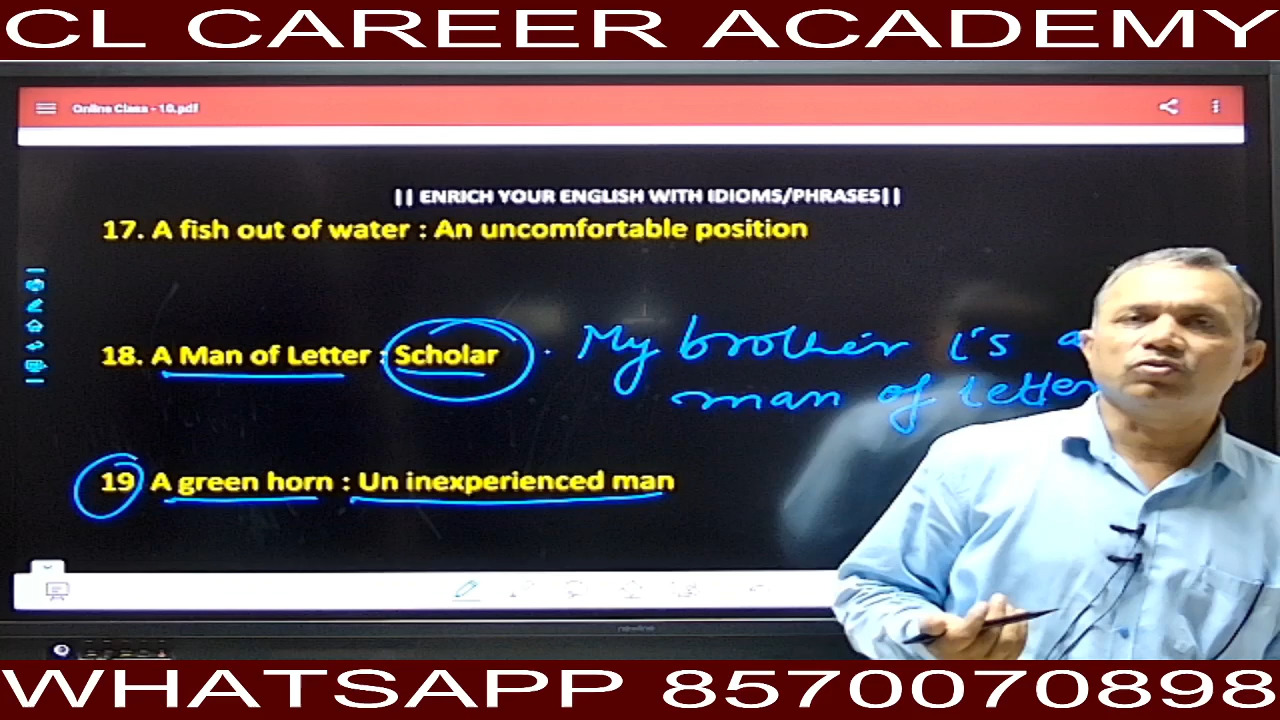 CL CAREER ACADEMY
Online Class - 10.pdf
|| ENRICH YOUR ENGLISH WITH IDIOMS/PHRASES||
17. A fish out of water : An uncomfortable position
18. A Man of Letter : Scholar . My brother is a
man of letter
19 A green horn : Un inexperienced man
newline
WHATSAPP 8570070898